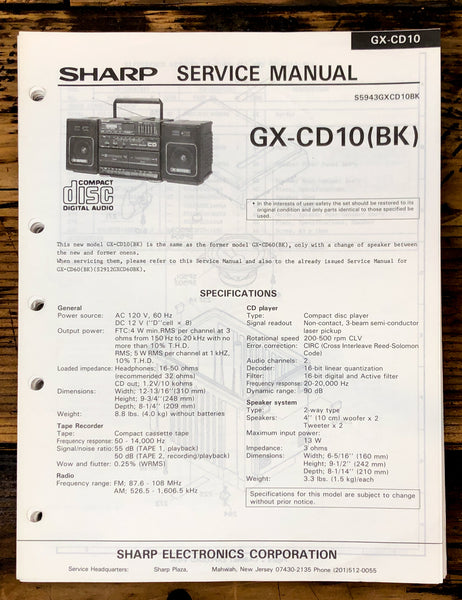 GX-CD10
SHARP SERVICE MANUAL
S5943GXCD10BK
GX-CD10(BK)
COMPACT
disc
DIGITAL AUDIO
• In the interests of user safety the set should be restored to its
original condition and only parts identical to those specified be
used.
This new model GX-CD10(BK) is the same as the former model GX-CD60(BK), only with a change of speaker between
the new and former ones.
When servicing them, please refer to this Service Manual and also to the already issued Service Manual for
GX-CD60(BK)(S2912GXCD60BK).
SPECIFICATIONS
General
Power source: AC 120 V, 60 Hz
DC 12 V ("D" cell × 8)
Output power: FTC:4 W min. RMS per channel at 3
ohms from 150 Hz to 20 kHz with no
more than 10% T.H.D.
RMS; 5 W RMS per channel at 1 kHZ,
10% T.H.D.
Loaded impedance: Headphones; 16-50 ohms
(recommended 32 ohms)
CD out; 1.2V/10 kohms
Dimensions: Width; 12-13/16"(310 mm)
Height; 9-3/4"(248 mm)
Depth; 8-1/4" (209 mm)
Weight: 8.8 lbs. (4.0 kg) without batteries
Tape Recorder
Tape: Compact cassette tape
Frequency response: 50 - 14,000 Hz
Signal/noise ratio: 55 dB (TAPE 1, playback)
50 dB (TAPE 2, recording/playback)
Wow and flutter: 0.25% (WRMS)
Radio
Frequency range: FM; 87.6 - 108 MHz
AM; 526.5 - 1,606.5 kHz
CD player
Type: Compact disc player
Signal readout: Non-contact, 3-beam semi-conductor
laser pickup
Rotational speed: 200-500 rpm CLV
Error correction: CIRC (Cross Interleave Reed-Solomon
Code)
Audio channels: 2
Decoder: 16-bit linear quantization
Filter: 16-bit digital and Active filter
Frequency response: 20-20,000 Hz
Dynamic range: 90 dB
Speaker system
Type: 2-way type
Speakers: 4" (10 cm) woofer x 2
Tweeter x 2
Maximum input power:
13 W
Impedance: 3 ohms
Dimensions: Width; 6-5/16" (160 mm)
Height; 9-1/2" (242 mm)
Depth; 8-1/4" (210 mm)
Weight: 3.3 lbs. (1.5 kg)/each
Specifications for this model are subject to change
without prior notice.
SHARP ELECTRONICS CORPORATION
Service Headquarters: Sharp Plaza, Mahwah, New Jersey 07430-2135 Phone (201)512-0055